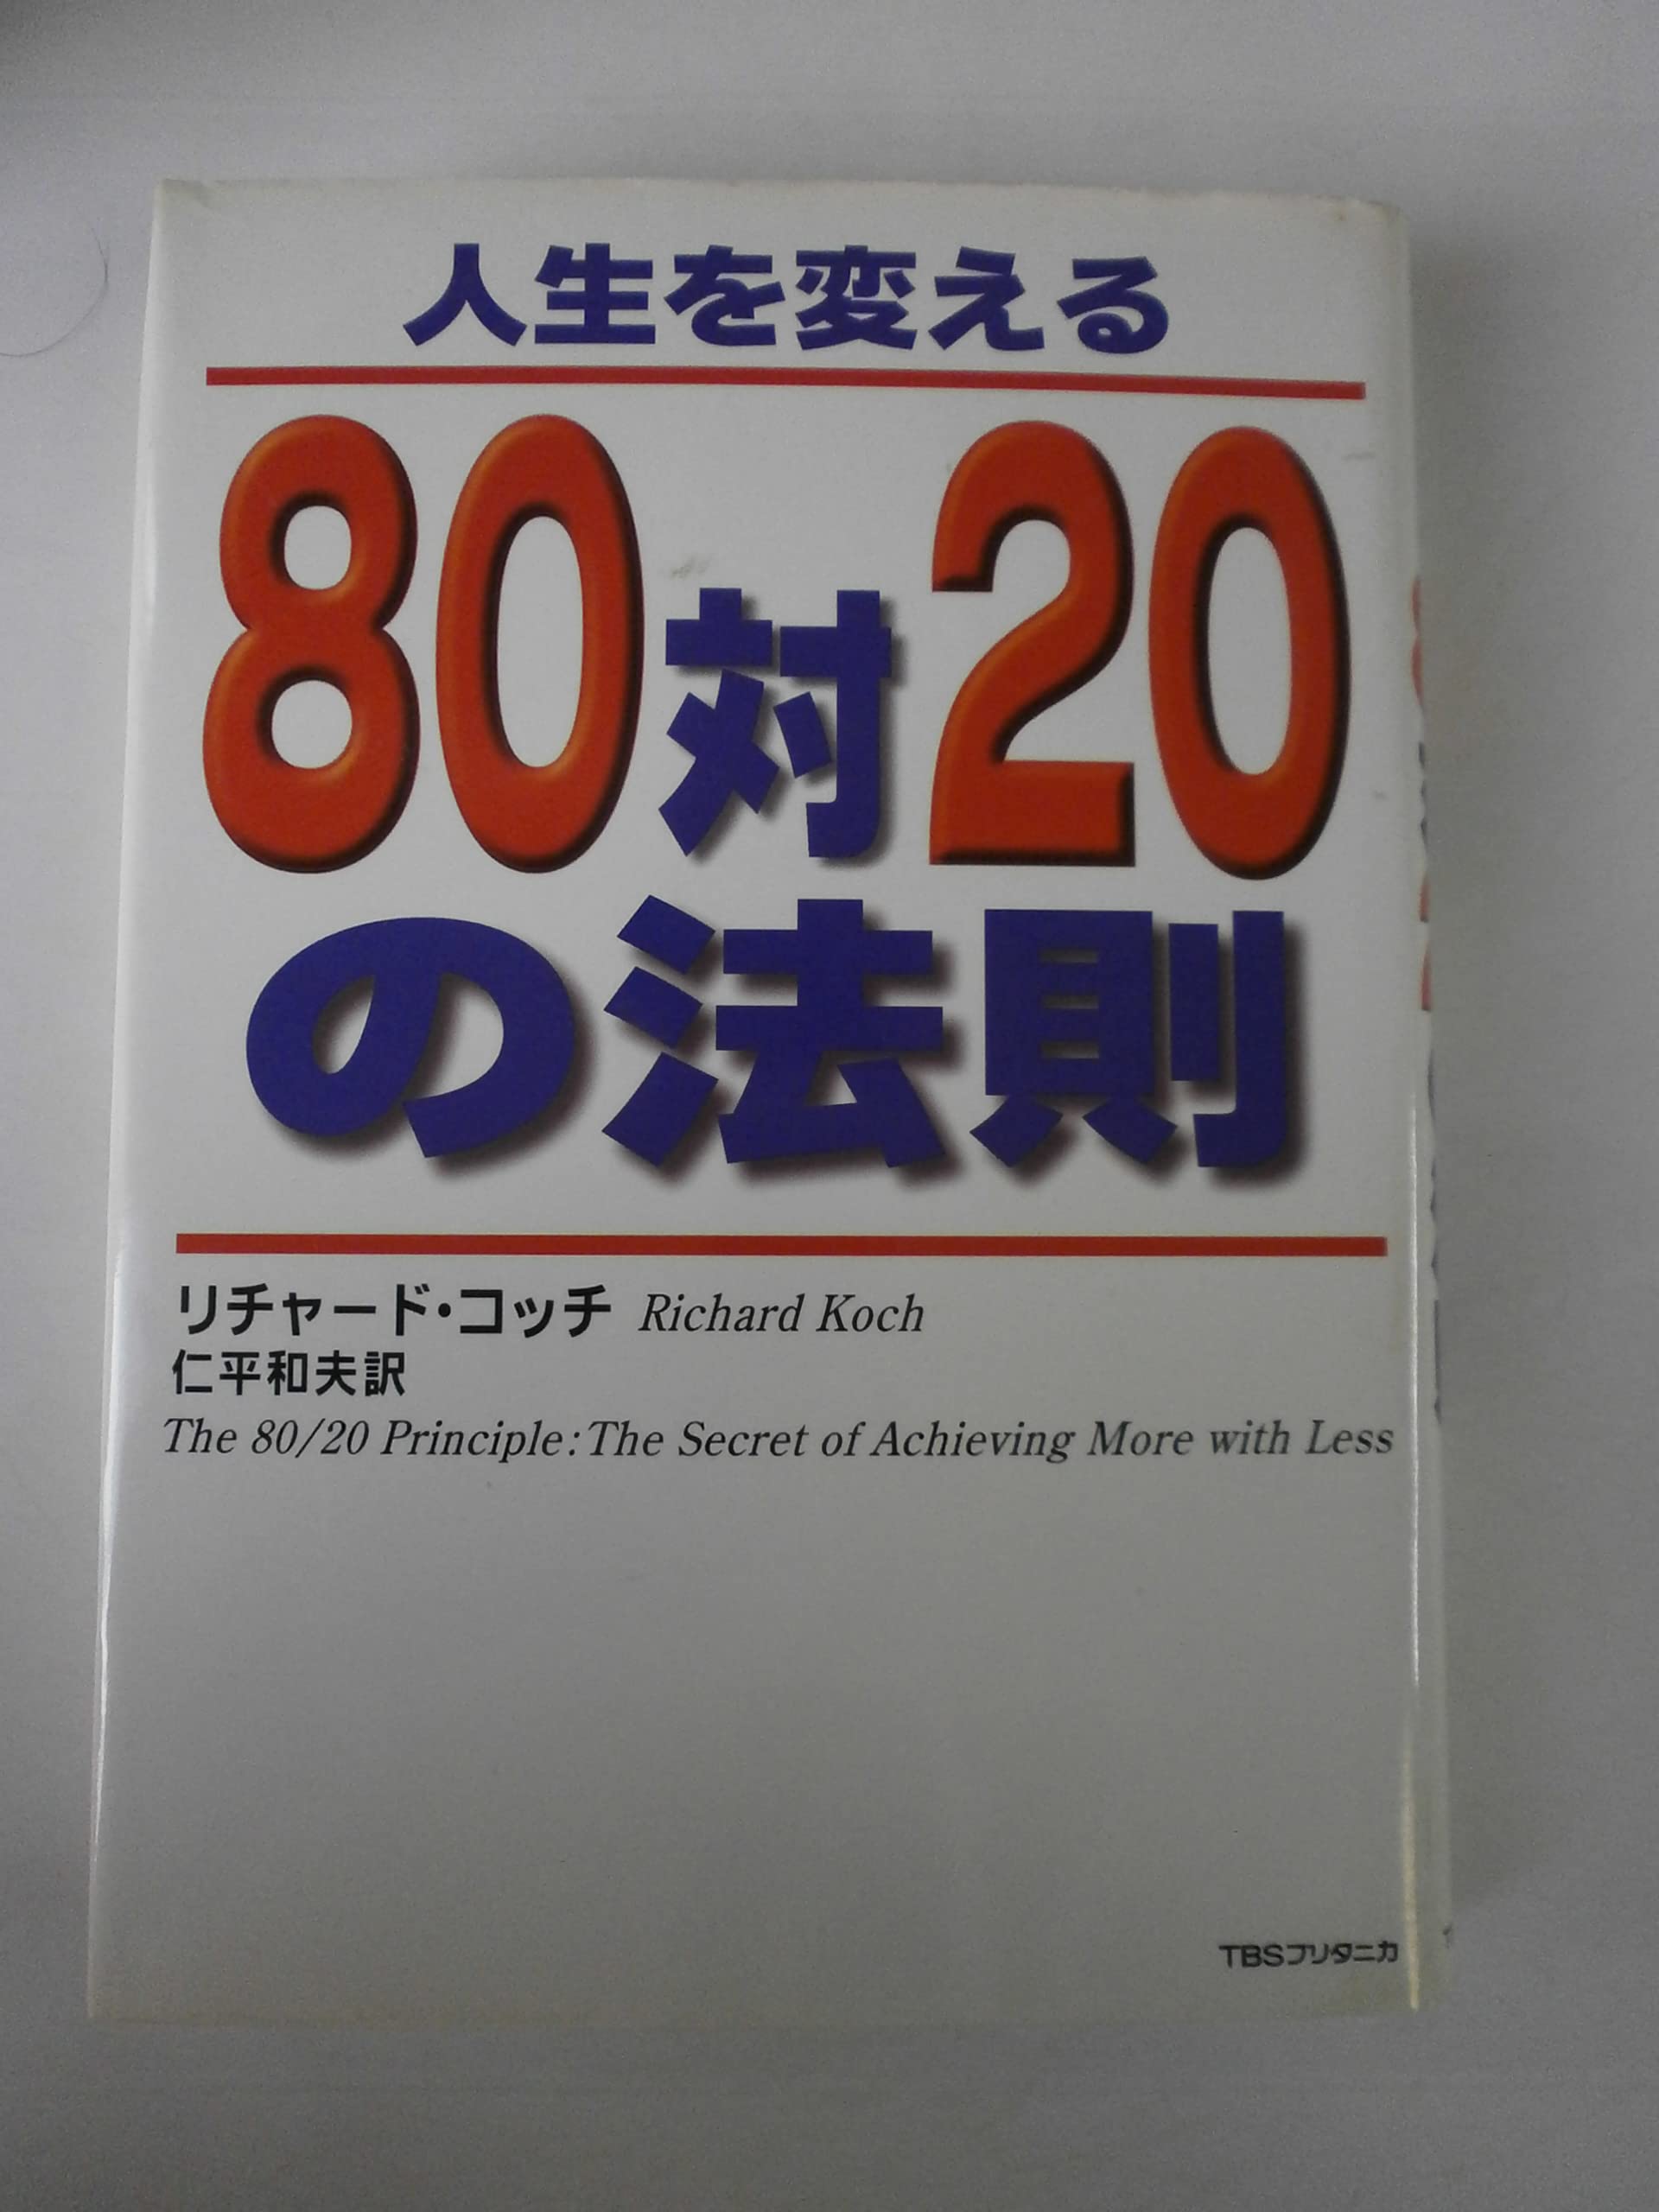 人生を変える
80対20
の法則
リチャード・コッチ Richard Koch
仁平和夫訳
The 80/20 Principle: The Secret of Achieving More with Less
TBSブリタニカ